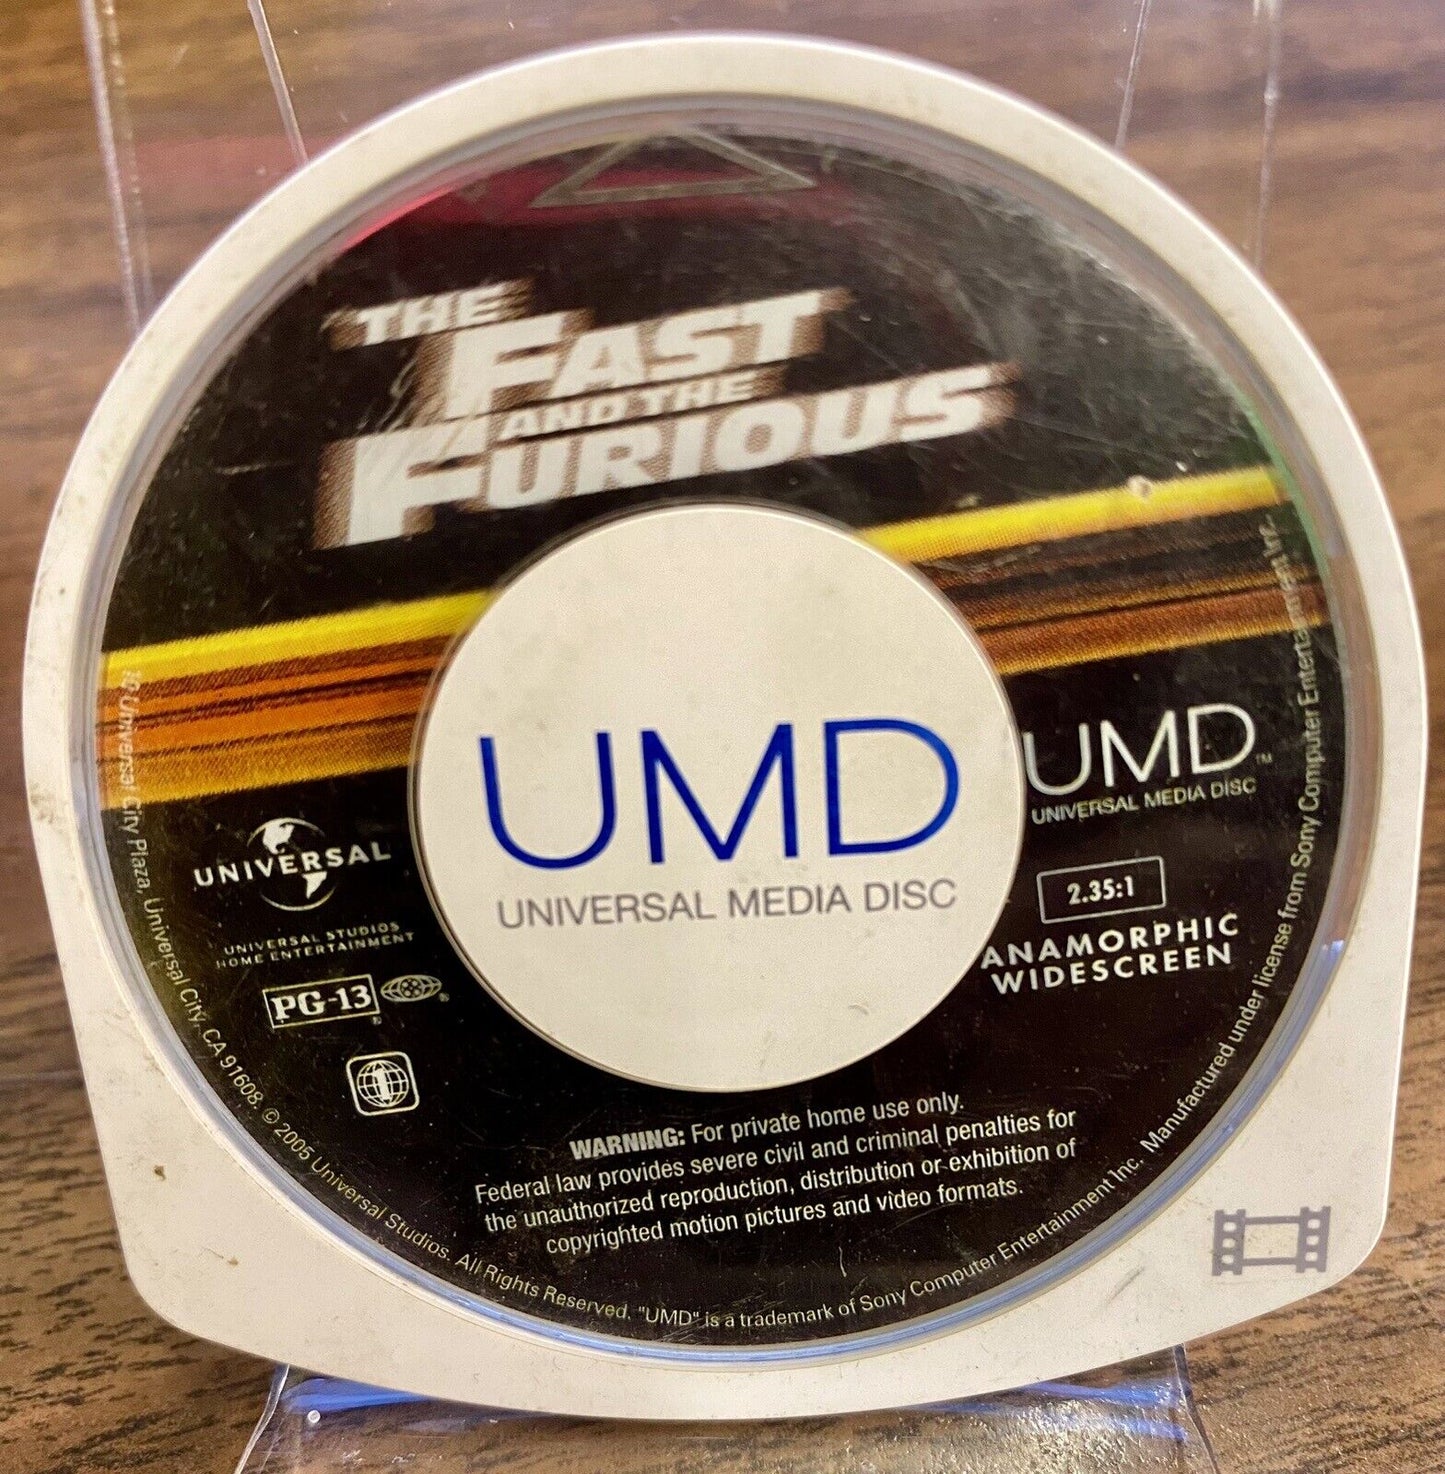 THE
FAST
AND THE
FURIOUS
UMD
UNIVERSAL MEDIA DISC
UNIVERSAL
UNIVERSAL STUDIOS
HOME ENTERTAINMENT
PG-13
®
®
1
UMD™
UNIVERSAL MEDIA DISC
2.35:1
ANAMORPHIC
WIDESCREEN
WARNING: For private home use only.
Federal law provides severe civil and criminal penalties for
the unauthorized reproduction, distribution or exhibition of
copyrighted motion pictures and video formats.
10 Universal City Plaza, Universal City, CA 91608. © 2005 Universal Studios. All Rights Reserved. "UMD" is a trademark of Sony Computer Entertainment Inc. Manufactured under license from Sony Computer Entertainment Inc.